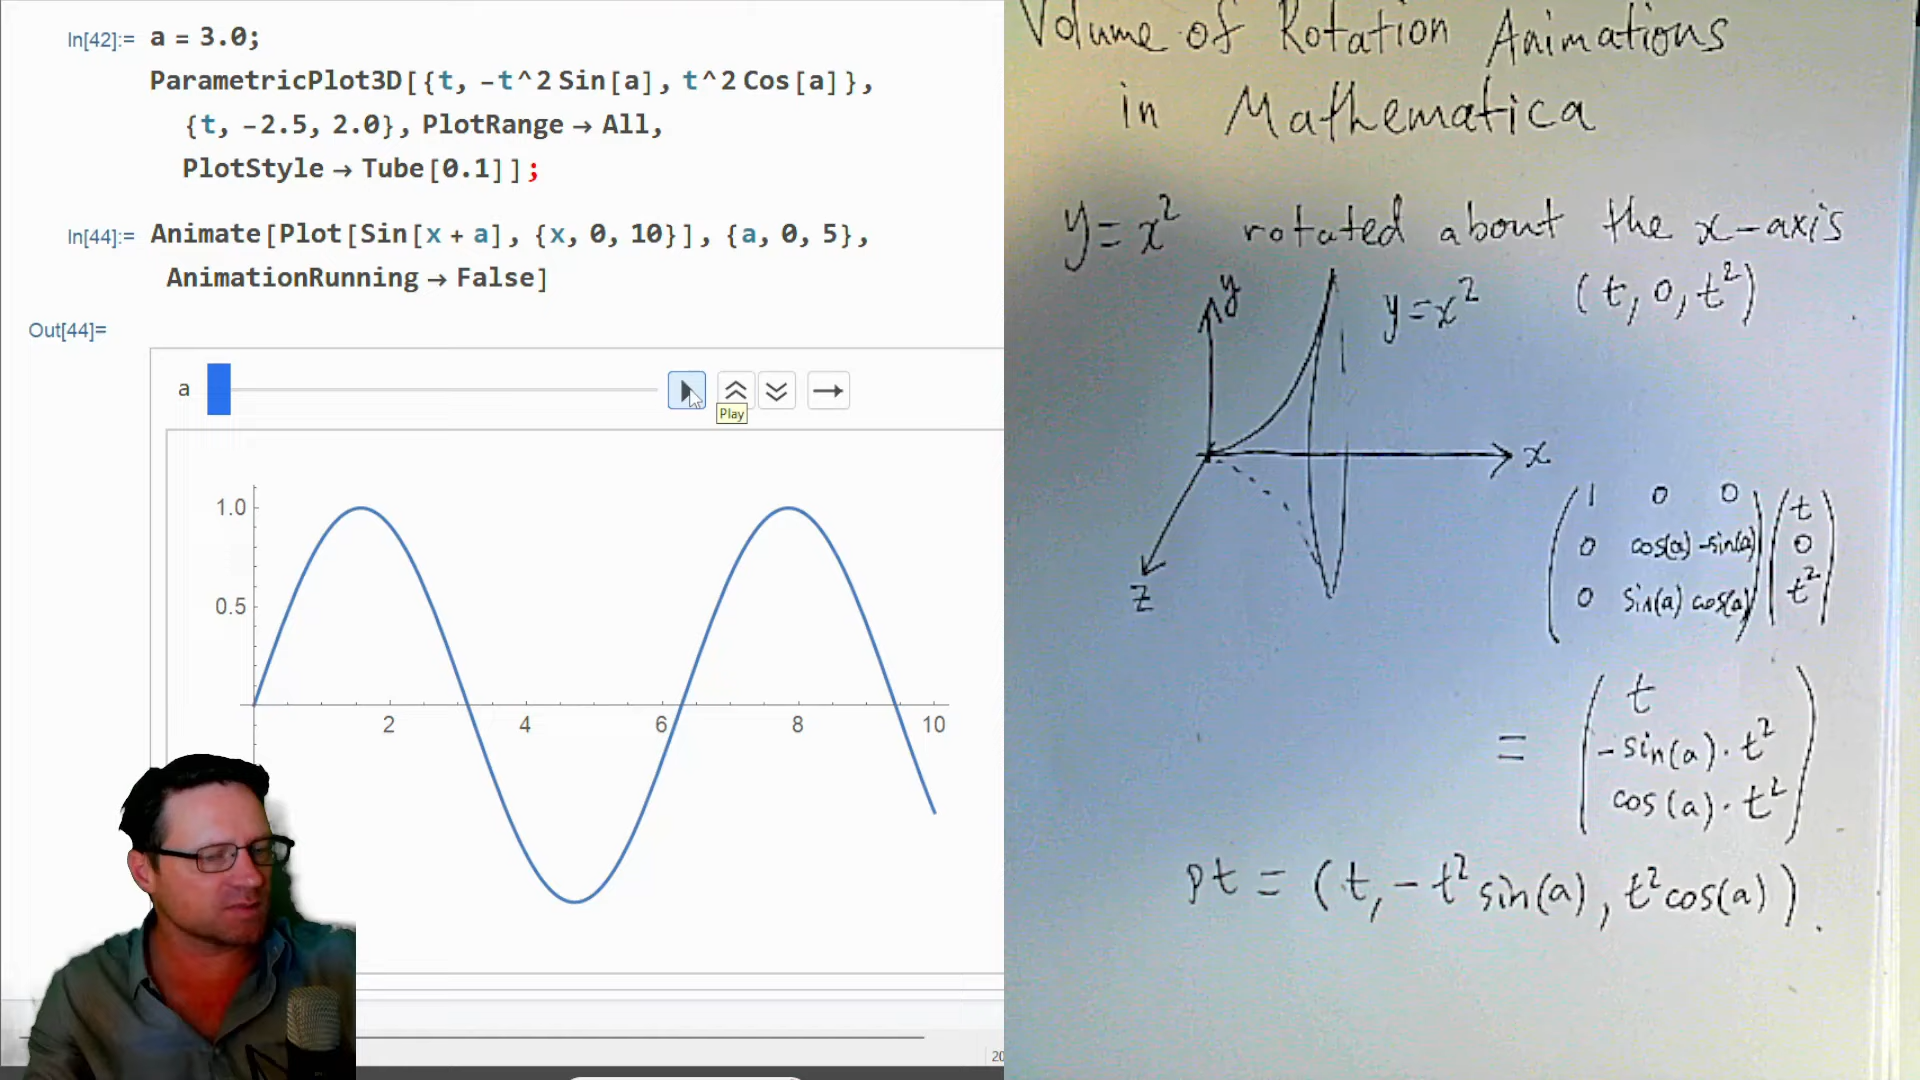 In[42]:= a = 3.0;
ParametricPlot3D[{t, -t^2 Sin[a], t^2 Cos[a]},
{t, -2.5, 2.0}, PlotRange → All,
PlotStyle → Tube[0.1]];
In[44]:= Animate[Plot[Sin[x + a], {x, 0, 10}], {a, 0, 5},
AnimationRunning → False]
Out[44]=
a
Play
1.0
0.5
2 4 6 8 10
20
Volume of Rotation Animations
in Mathematica
y = x² rotated about the x-axis
y y = x² (t, 0, t²)
x
z
1 0 0 t
0 cos(a) -sin(a) 0
0 sin(a) cos(a) t²
t
= -sin(a) · t²
cos(a) · t²
pt = (t, -t² sin(a), t² cos(a)).